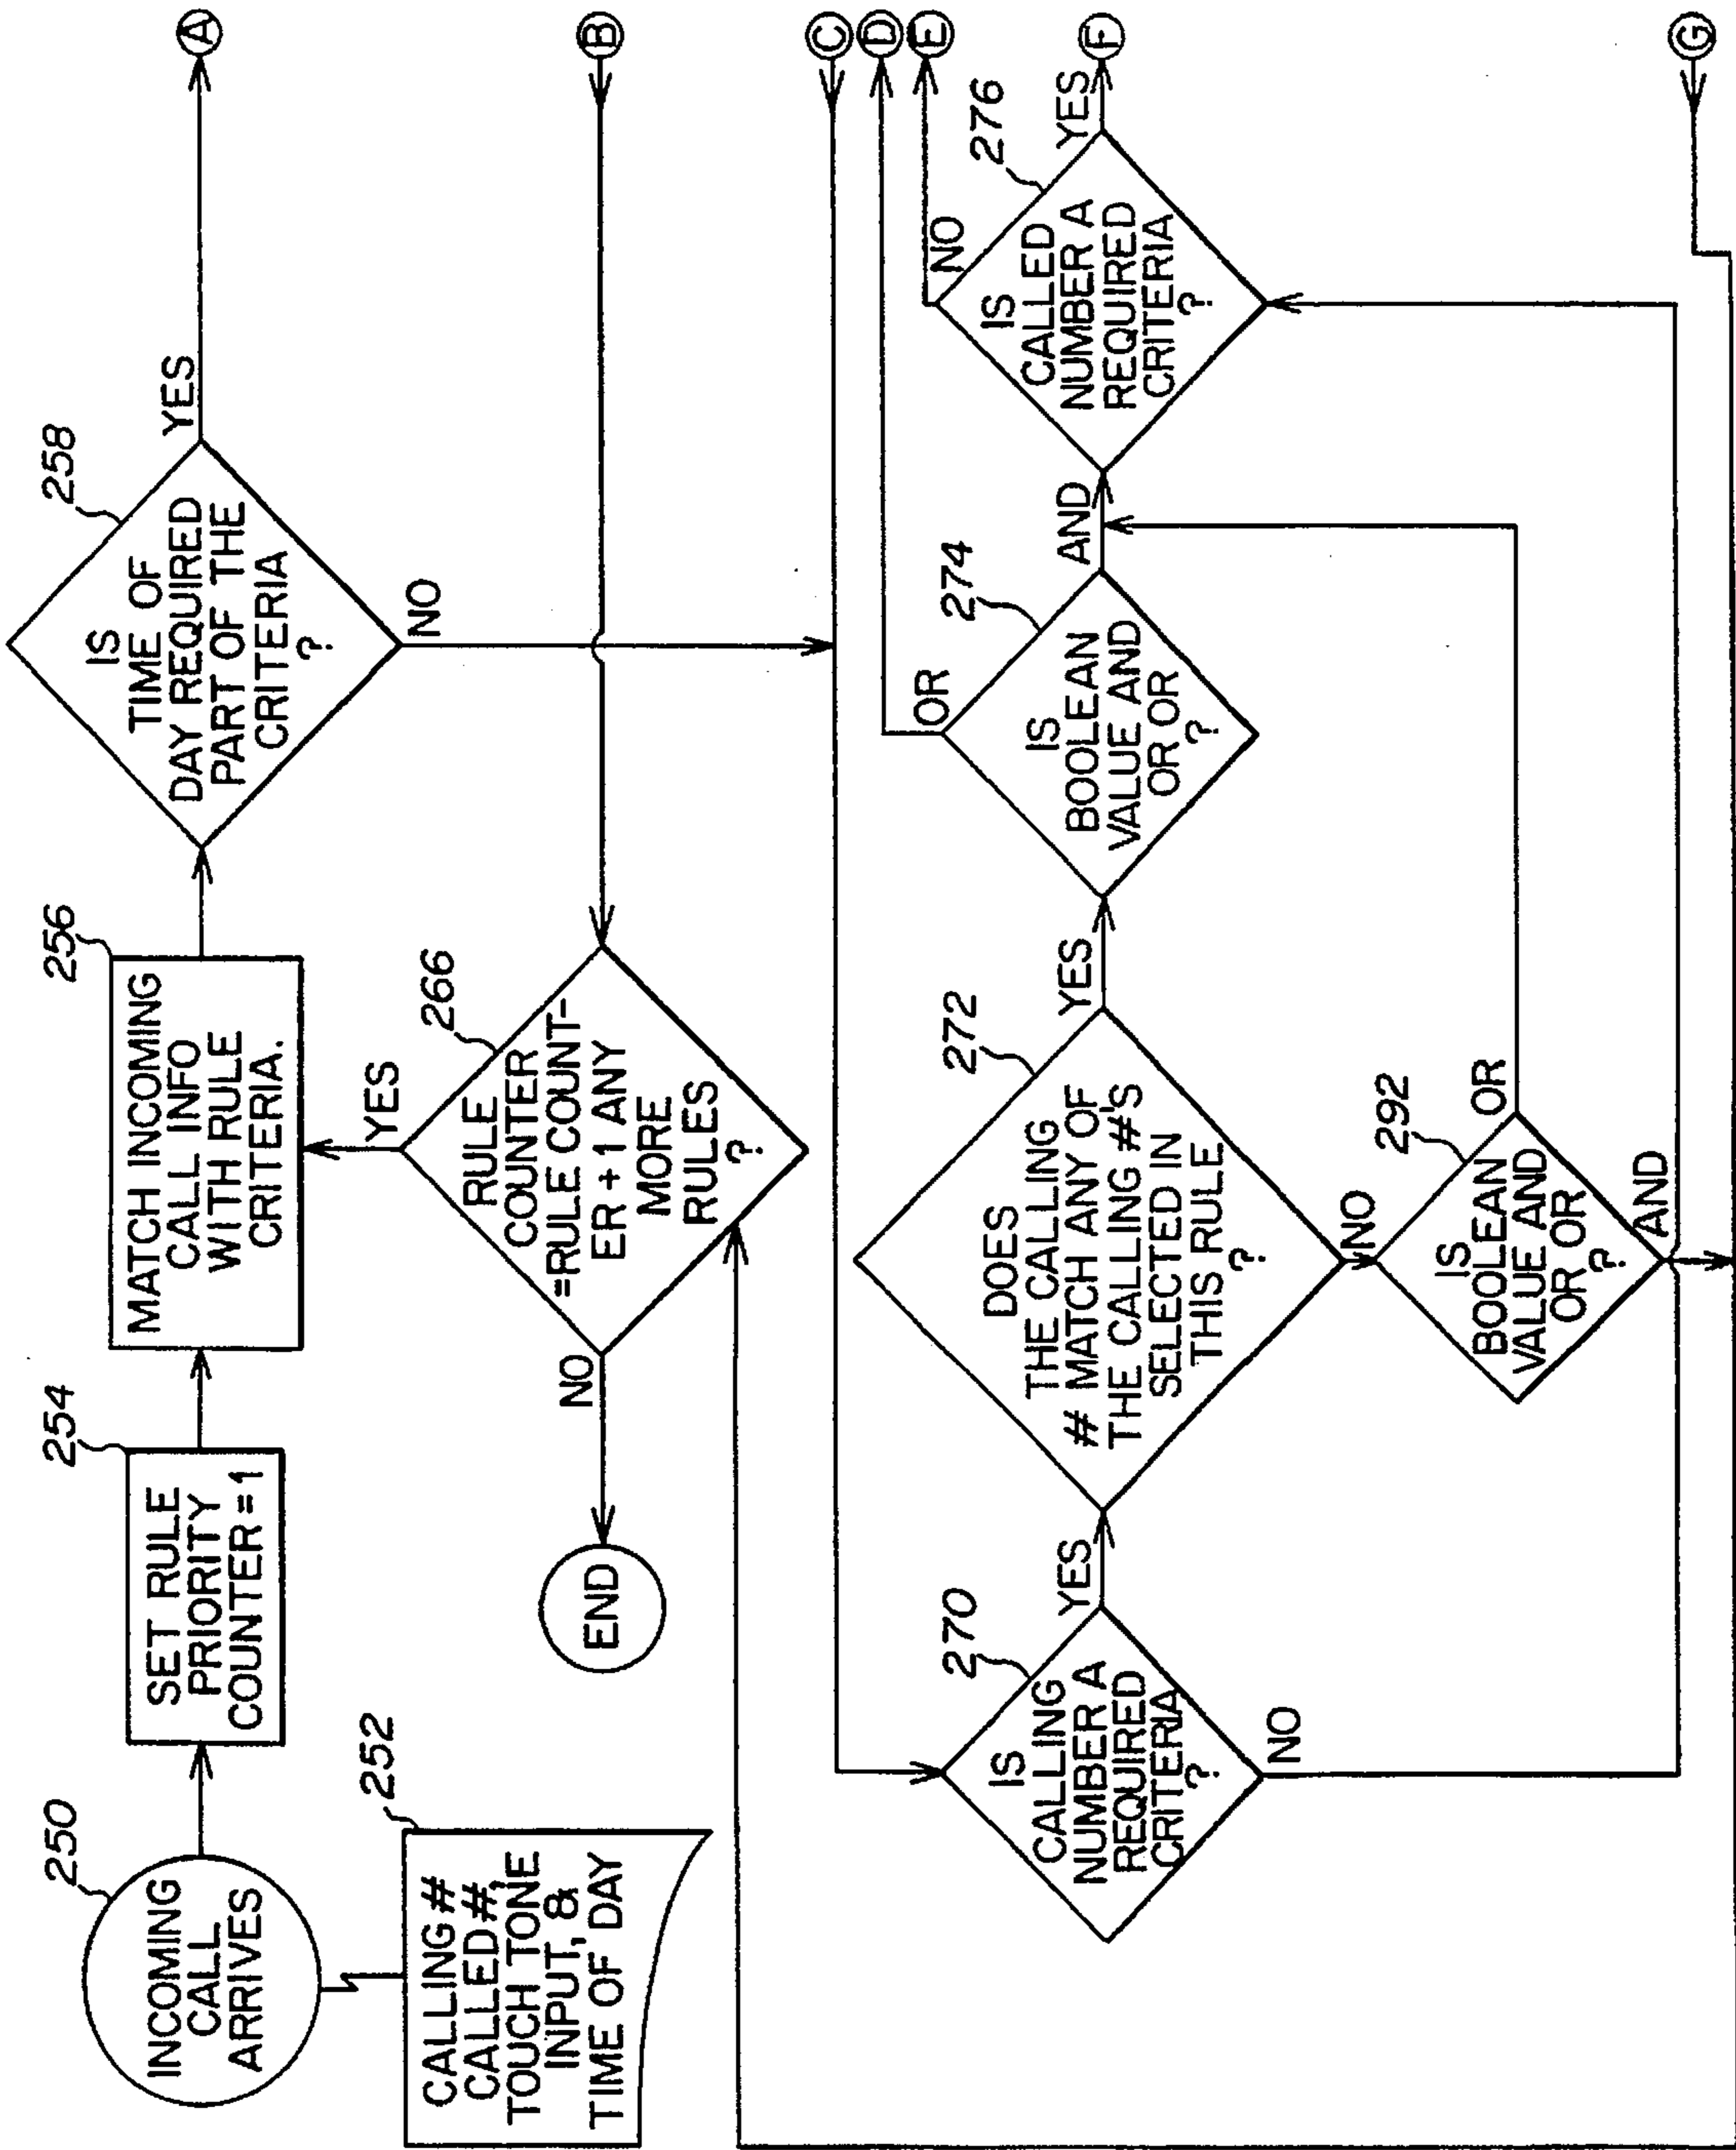 250
INCOMING
CALL
ARRIVES
252
CALLING #
CALLED #,
TOUCH TONE
INPUT, &
TIME OF DAY
254
SET RULE
PRIORITY
COUNTER = 1
256
MATCH INCOMING
CALL INFO
WITH RULE
CRITERIA.
258
IS
TIME OF
DAY REQUIRED
PART OF THE
CRITERIA
?
YES
NO
A
266
RULE
COUNTER
=RULE COUNT-
ER + 1 ANY
MORE
RULES
?
YES
NO
END
B
C
D
E
270
IS
CALLING
NUMBER A
REQUIRED
CRITERIA
?
YES
NO
272
DOES
THE CALLING
# MATCH ANY OF
THE CALLING #'S
SELECTED IN
THIS RULE
?
YES
NO
274
IS
BOOLEAN
VALUE AND
OR OR
?
OR
AND
276
IS
CALLED
NUMBER A
REQUIRED
CRITERIA
?
NO
YES
F
292
IS
BOOLEAN
VALUE AND
OR OR
?
OR
AND
G